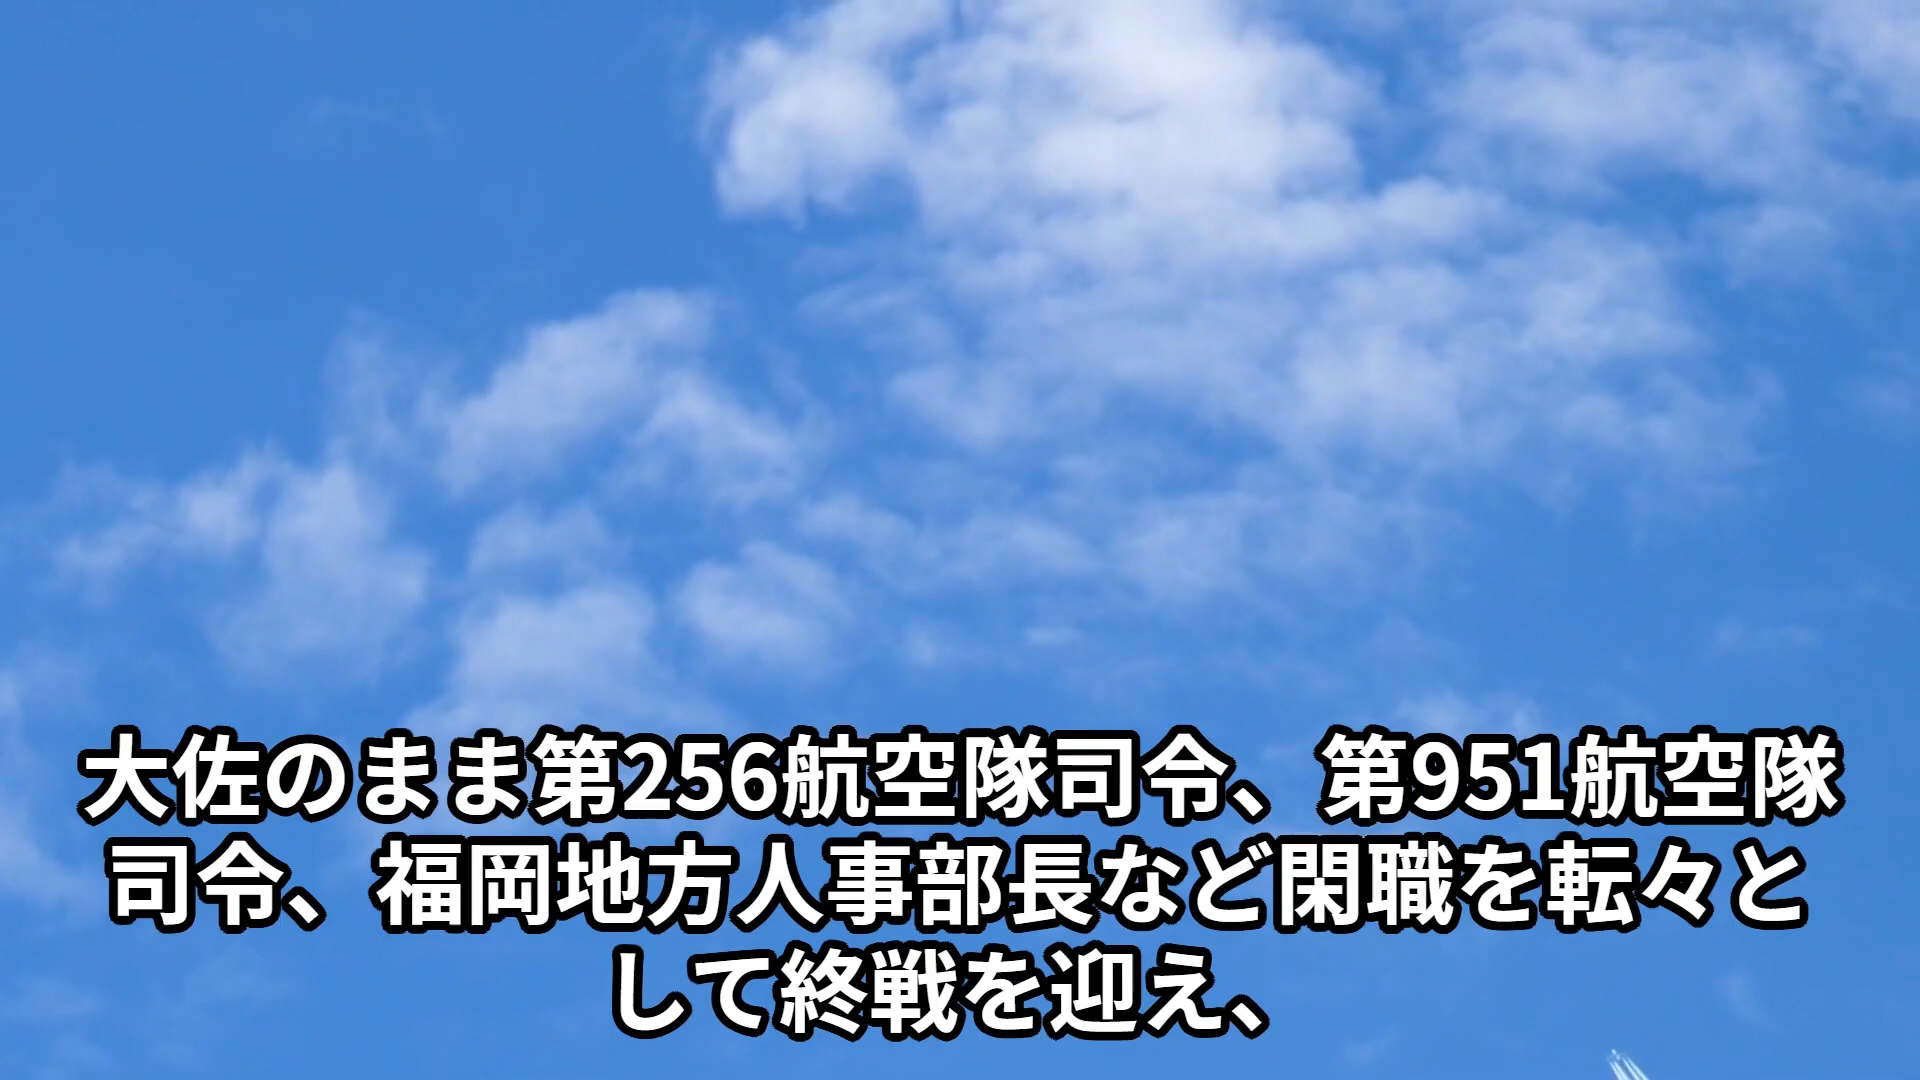 大佐のまま第256航空隊司令、第951航空隊
司令、福岡地方人事部長など閑職を転々と
して終戦を迎え、